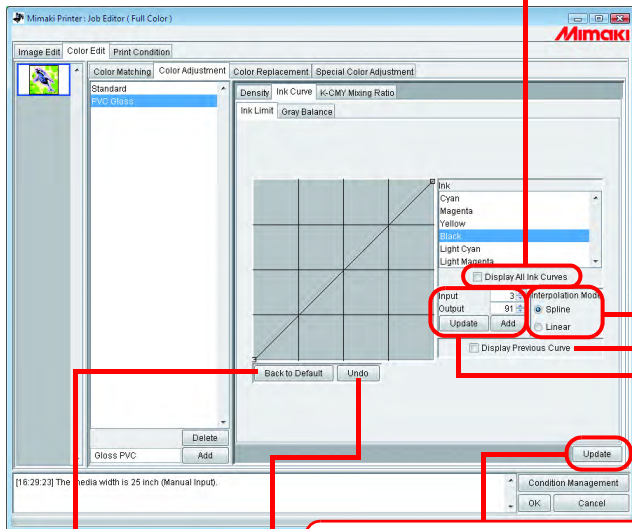 Mimaki Printer : Job Editor ( Full Color )
Mimaki
Image Edit Color Edit Print Condition
Color Matching Color Adjustment Color Replacement Special Color Adjustment
Standard
PVC Gloss
Density Ink Curve K-CMY Mixing Ratio
Ink Limit Gray Balance
Ink
Cyan
Magenta
Yellow
Black
Light Cyan
Light Magenta
Display All Ink Curves
Input 3
Output 91
Update Add
Interpolation Mode
Spline
Linear
Display Previous Curve
Back to Default Undo
Delete
Gloss PVC Add
Update
[16:29:23] The media width is 25 inch (Manual Input).
Condition Management
OK Cancel